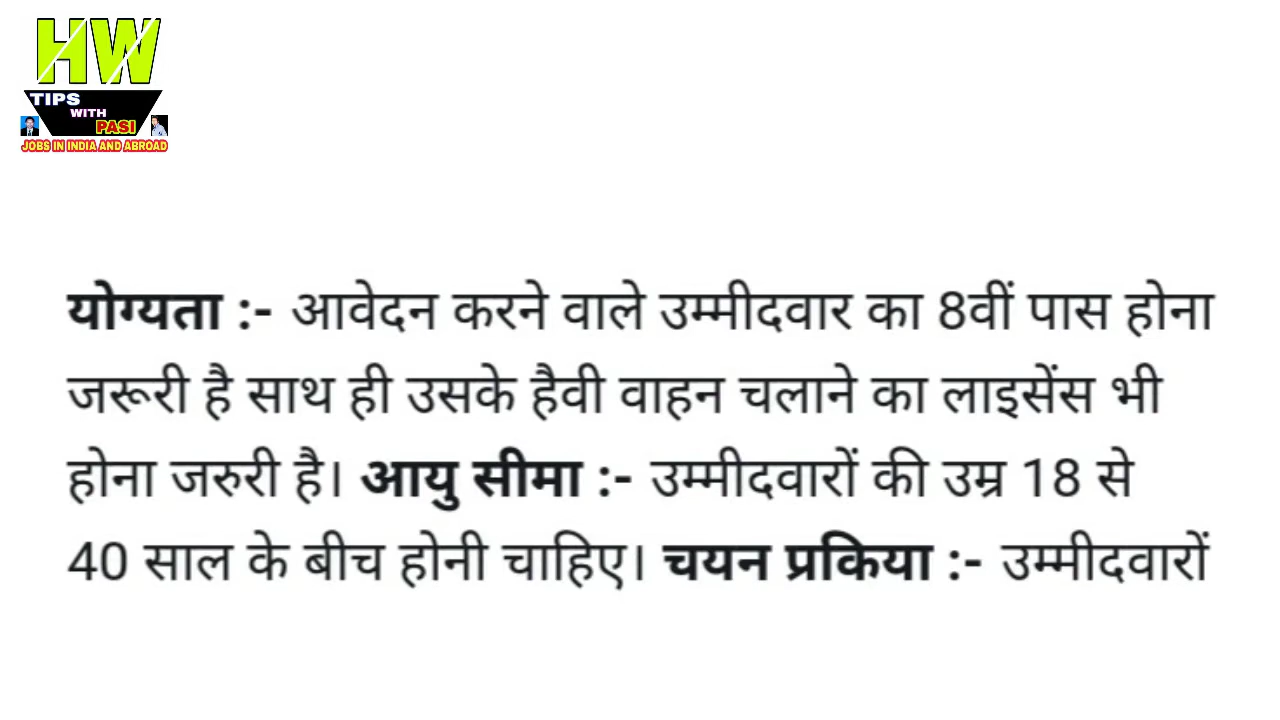 HW
TIPS
WITH
PASI
JOBS IN INDIA AND ABROAD
योग्यता :- आवेदन करने वाले उम्मीदवार का 8वीं पास होना
जरूरी है साथ ही उसके हैवी वाहन चलाने का लाइसेंस भी
होना जरुरी है। आयु सीमा :- उम्मीदवारों की उम्र 18 से
40 साल के बीच होनी चाहिए। चयन प्रकिया :- उम्मीदवारों